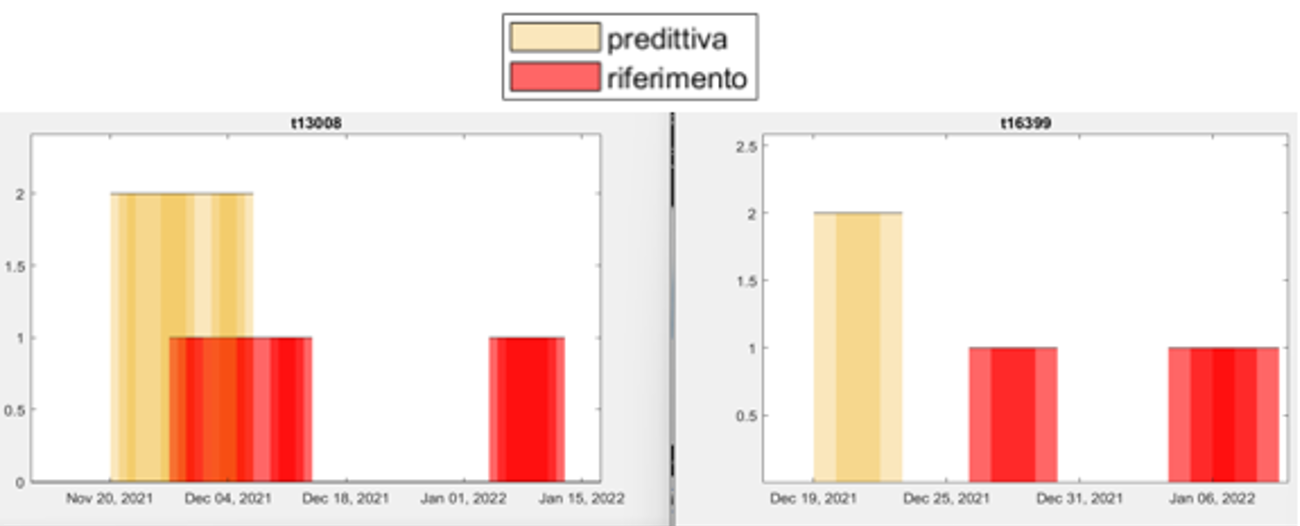 predittiva
riferimento
t13008
2
1.5
1
0.5
0
Nov 20, 2021 Dec 04, 2021 Dec 18, 2021 Jan 01, 2022 Jan 15, 2022
t16399
2.5
2
1.5
1
0.5
Dec 19, 2021 Dec 25, 2021 Dec 31, 2021 Jan 06, 2022